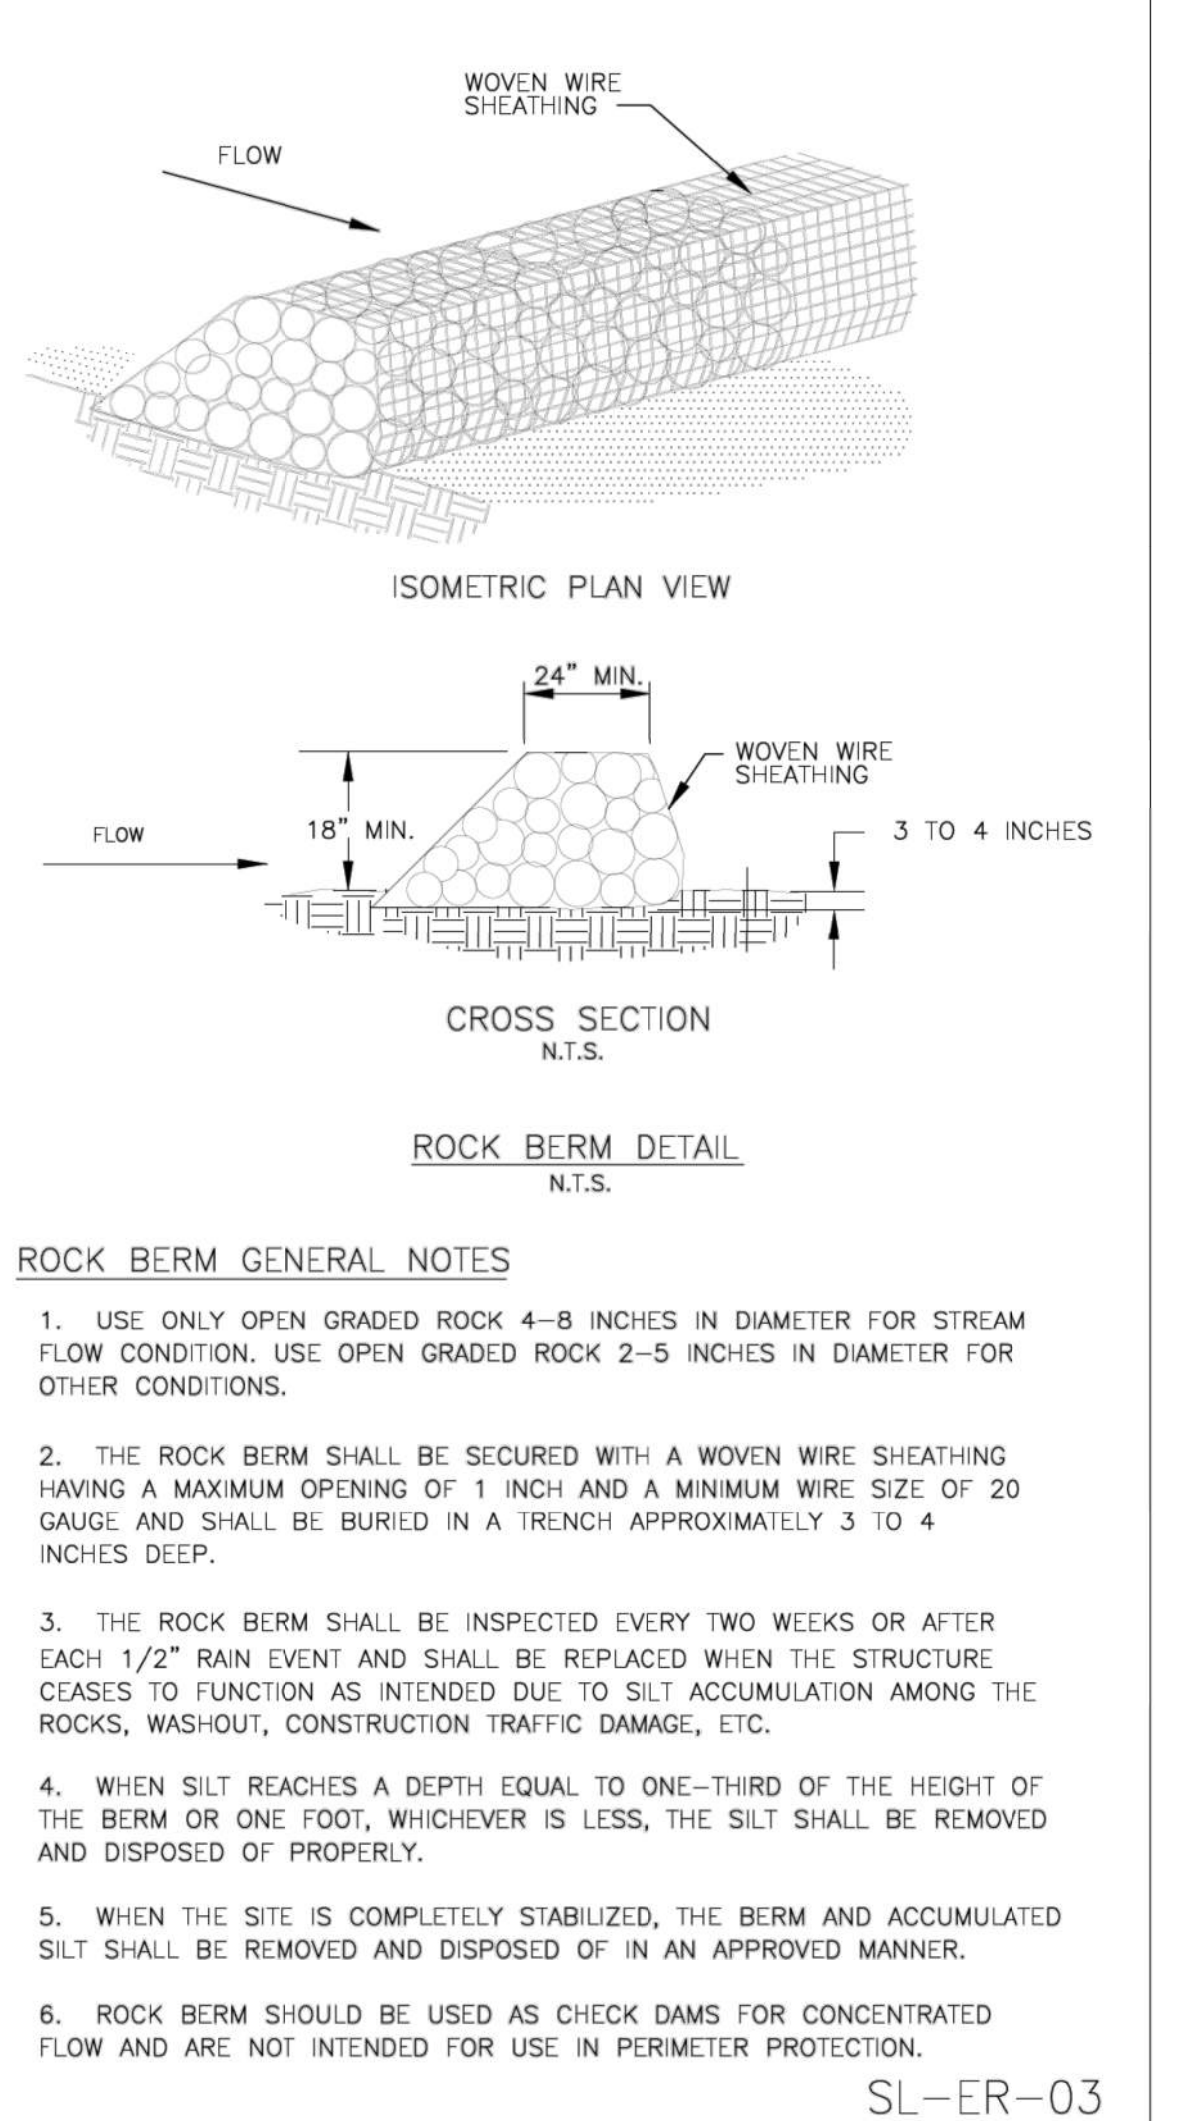 WOVEN WIRE
SHEATHING
FLOW
ISOMETRIC PLAN VIEW
24" MIN.
WOVEN WIRE
SHEATHING
18" MIN.
3 TO 4 INCHES
FLOW
CROSS SECTION
N.T.S.
ROCK BERM DETAIL
N.T.S.
ROCK BERM GENERAL NOTES
1. USE ONLY OPEN GRADED ROCK 4-8 INCHES IN DIAMETER FOR STREAM
FLOW CONDITION. USE OPEN GRADED ROCK 2-5 INCHES IN DIAMETER FOR
OTHER CONDITIONS.
2. THE ROCK BERM SHALL BE SECURED WITH A WOVEN WIRE SHEATHING
HAVING A MAXIMUM OPENING OF 1 INCH AND A MINIMUM WIRE SIZE OF 20
GAUGE AND SHALL BE BURIED IN A TRENCH APPROXIMATELY 3 TO 4
INCHES DEEP.
3. THE ROCK BERM SHALL BE INSPECTED EVERY TWO WEEKS OR AFTER
EACH 1/2" RAIN EVENT AND SHALL BE REPLACED WHEN THE STRUCTURE
CEASES TO FUNCTION AS INTENDED DUE TO SILT ACCUMULATION AMONG THE
ROCKS, WASHOUT, CONSTRUCTION TRAFFIC DAMAGE, ETC.
4. WHEN SILT REACHES A DEPTH EQUAL TO ONE-THIRD OF THE HEIGHT OF
THE BERM OR ONE FOOT, WHICHEVER IS LESS, THE SILT SHALL BE REMOVED
AND DISPOSED OF PROPERLY.
5. WHEN THE SITE IS COMPLETELY STABILIZED, THE BERM AND ACCUMULATED
SILT SHALL BE REMOVED AND DISPOSED OF IN AN APPROVED MANNER.
6. ROCK BERM SHOULD BE USED AS CHECK DAMS FOR CONCENTRATED
FLOW AND ARE NOT INTENDED FOR USE IN PERIMETER PROTECTION.
SL-ER-03